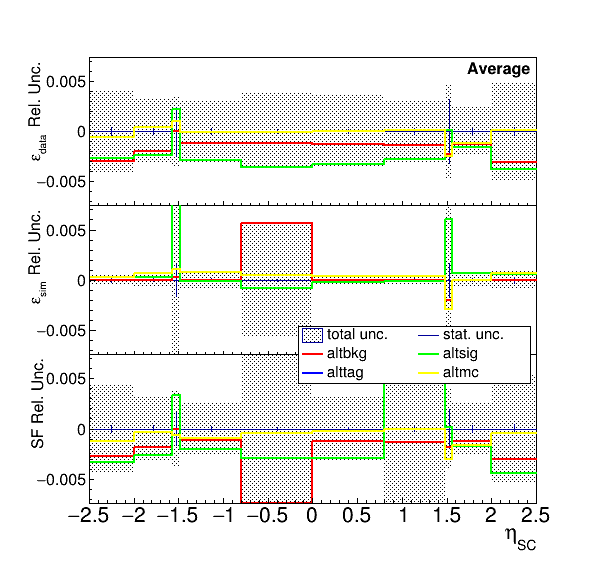 Average
ε_data Rel. Unc.
0.005
0
−0.005
ε_sim Rel. Unc.
0.005
0
−0.005
total unc.
stat. unc.
altbkg
altsig
alttag
altmc
SF Rel. Unc.
0.005
0
−0.005
−2.5 −2 −1.5 −1 −0.5 0 0.5 1 1.5 2 2.5
η_SC